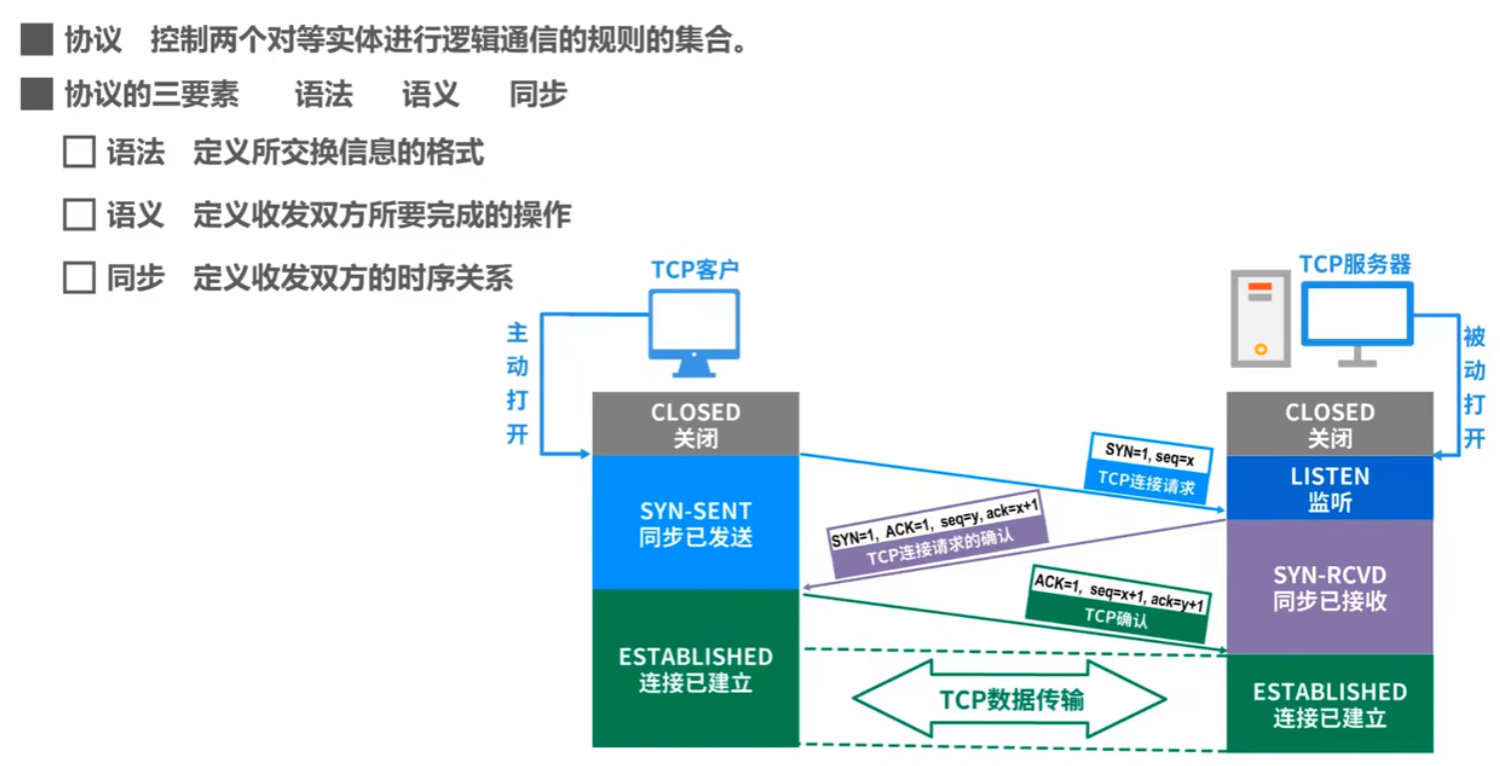 协议 控制两个对等实体进行逻辑通信的规则的集合。
协议的三要素 语法 语义 同步
语法 定义所交换信息的格式
语义 定义收发双方所要完成的操作
同步 定义收发双方的时序关系
TCP客户
TCP服务器
主动打开
被动打开
CLOSED
关闭
CLOSED
关闭
SYN=1, seq=x
TCP连接请求
LISTEN
监听
SYN-SENT
同步已发送
SYN=1, ACK=1, seq=y, ack=x+1
TCP连接请求的确认
SYN-RCVD
同步已接收
ACK=1, seq=x+1, ack=y+1
TCP确认
ESTABLISHED
连接已建立
TCP数据传输
ESTABLISHED
连接已建立